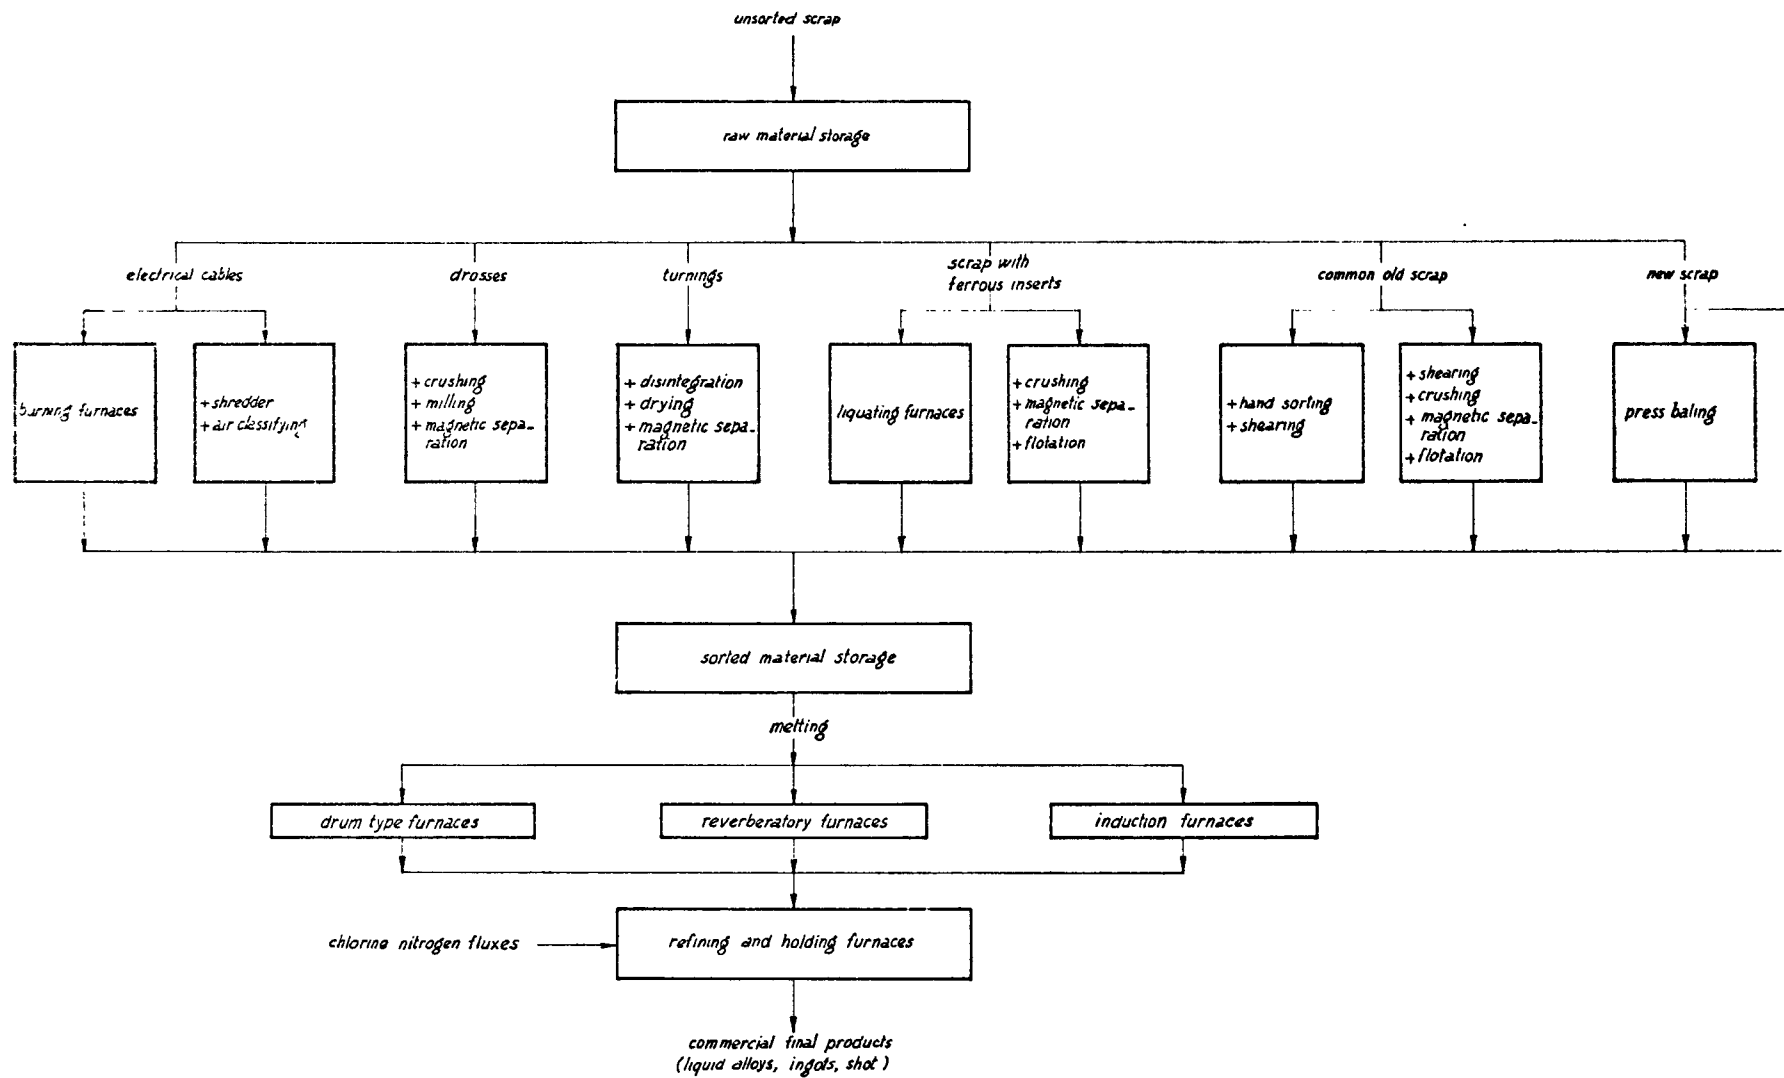 unsorted scrap
raw material storage
electrical cables
drosses
turnings
scrap with
ferrous inserts
common old scrap
new scrap
burning furnaces
+ shredder
+ air classifying
+ crushing
+ milling
+ magnetic sepa-
ration
+ disintegration
+ drying
+ magnetic sepa-
ration
liquating furnaces
+ crushing
+ magnetic sepa-
ration
+ flotation
+ hand sorting
+ shearing
+ shearing
+ crushing
+ magnetic sepa-
ration
+ flotation
press baling
sorted material storage
melting
drum type furnaces
reverberatory furnaces
induction furnaces
chlorine nitrogen fluxes
refining and holding furnaces
commercial final products
(liquid alloys, ingots, shot)